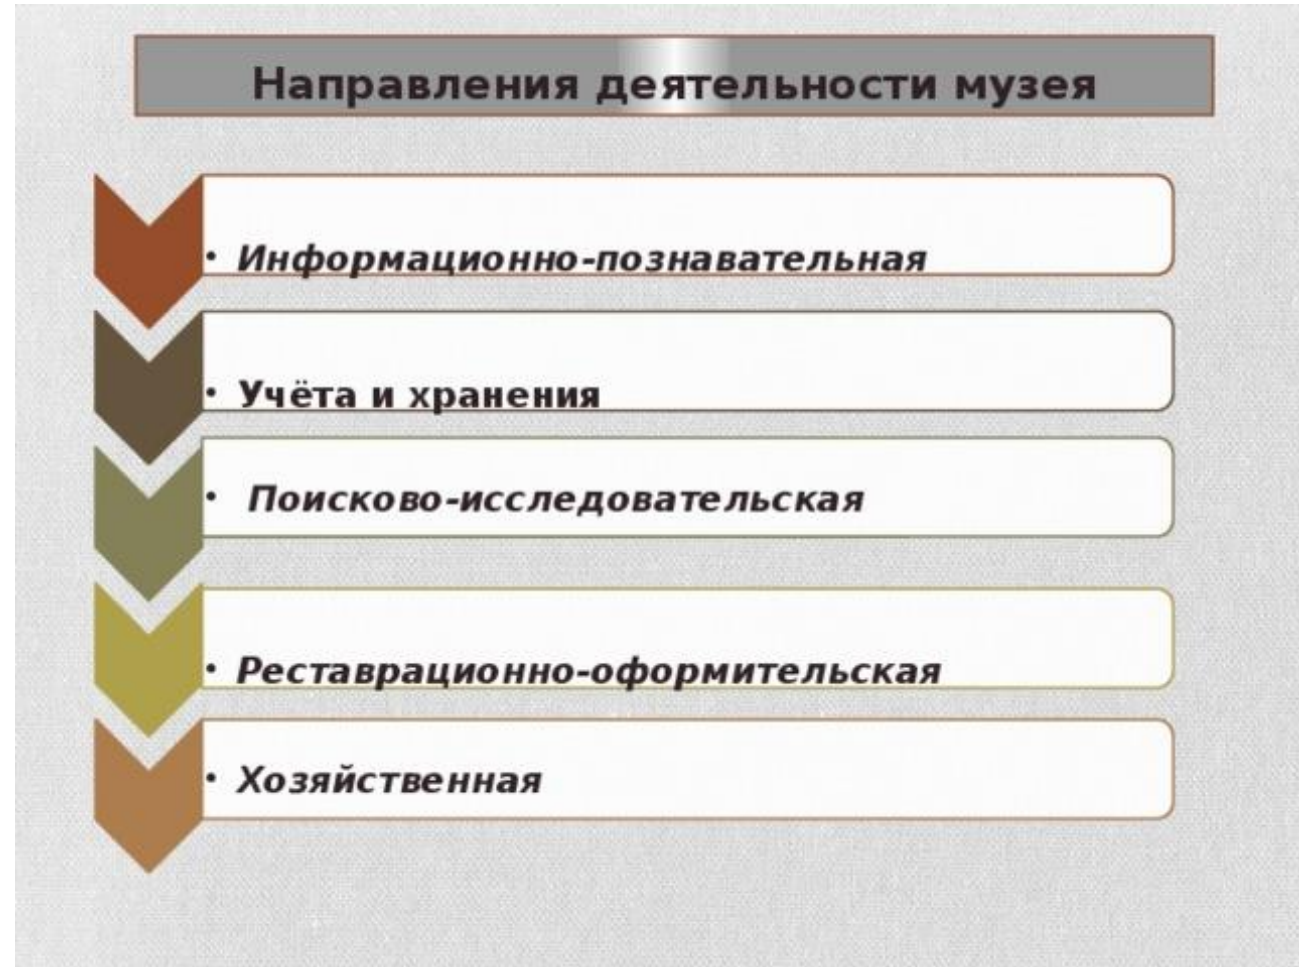 Направления деятельности музея
• Информационно-познавательная
• Учёта и хранения
• Поисково-исследовательская
• Реставрационно-оформительская
• Хозяйственная